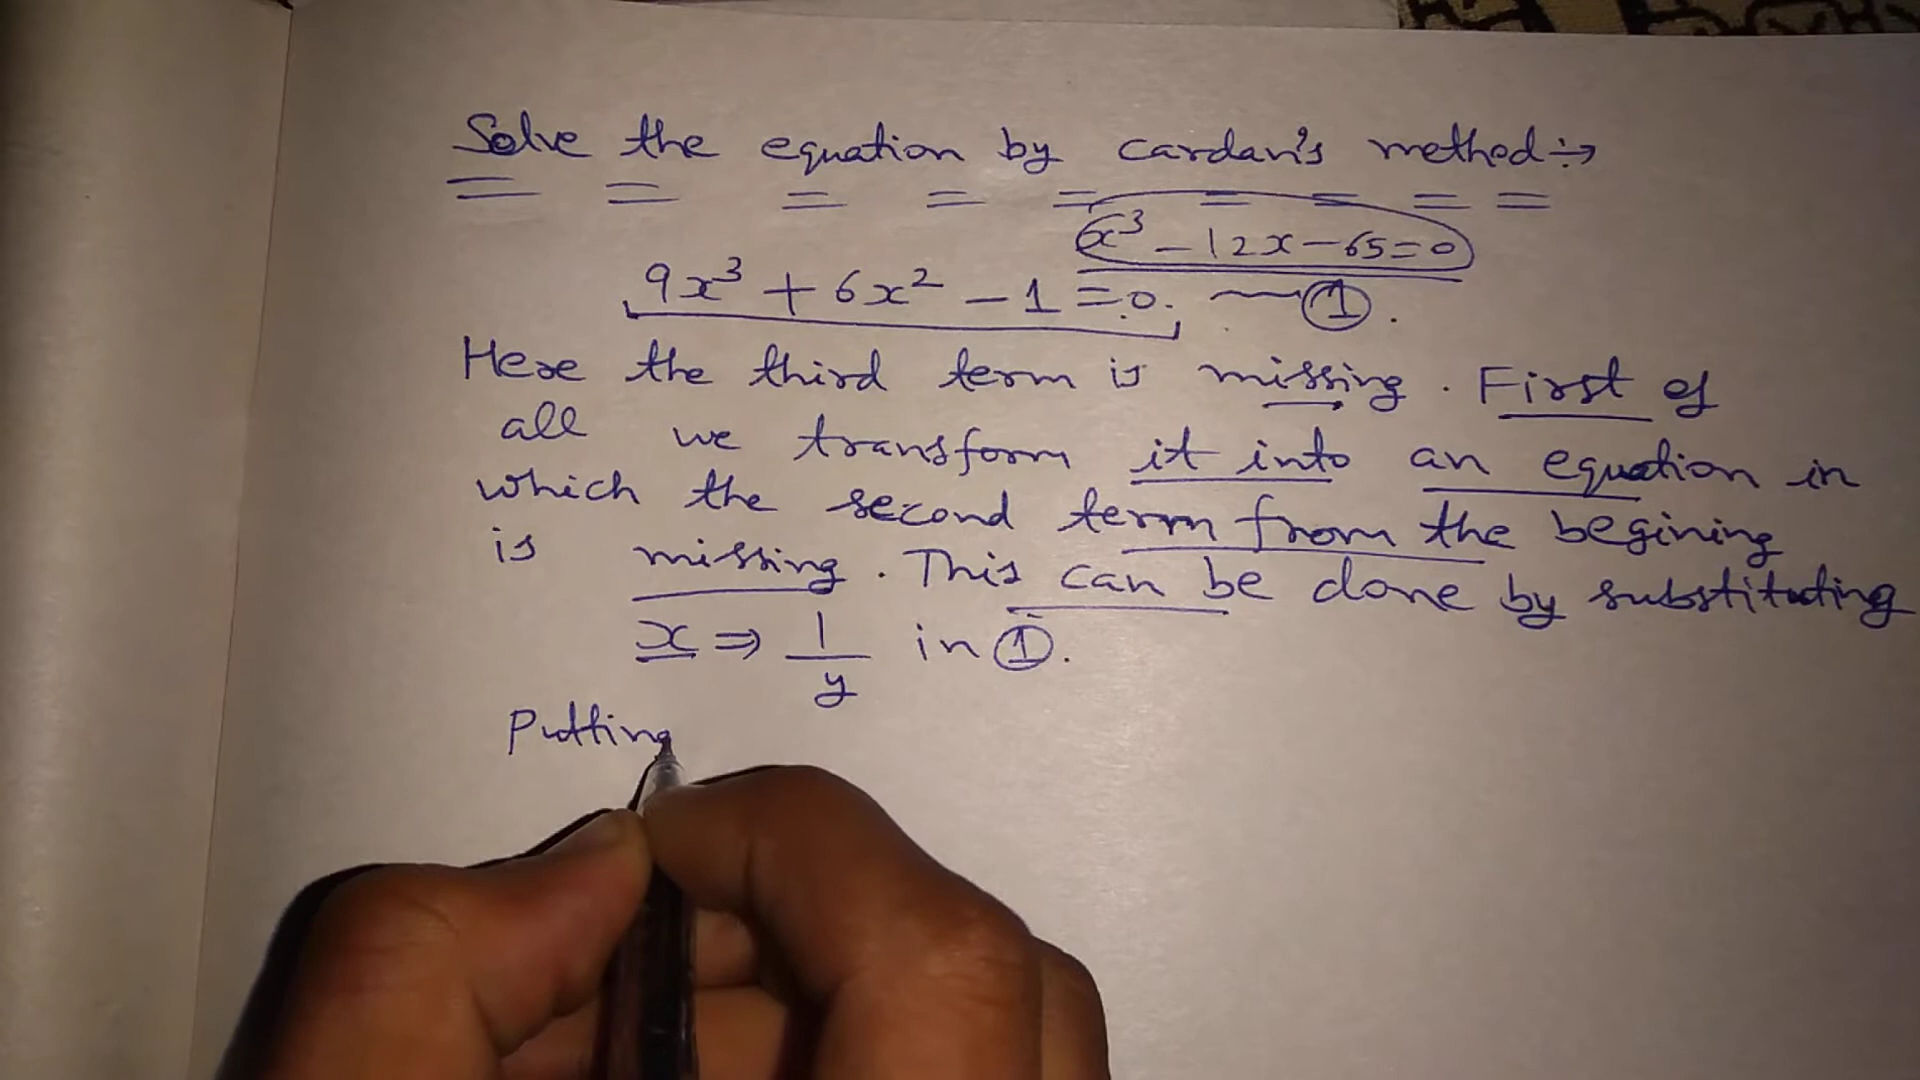 Solve the equation by cardan's method :→
x³ – 12x – 65 = 0
9x³ + 6x² – 1 = 0. — ①.
Here the third term is missing. First of
all we transform it into an equation in
which the second term from the begining
is missing. This can be done by substituting
x ⇒ 1/y in ①.
Putting